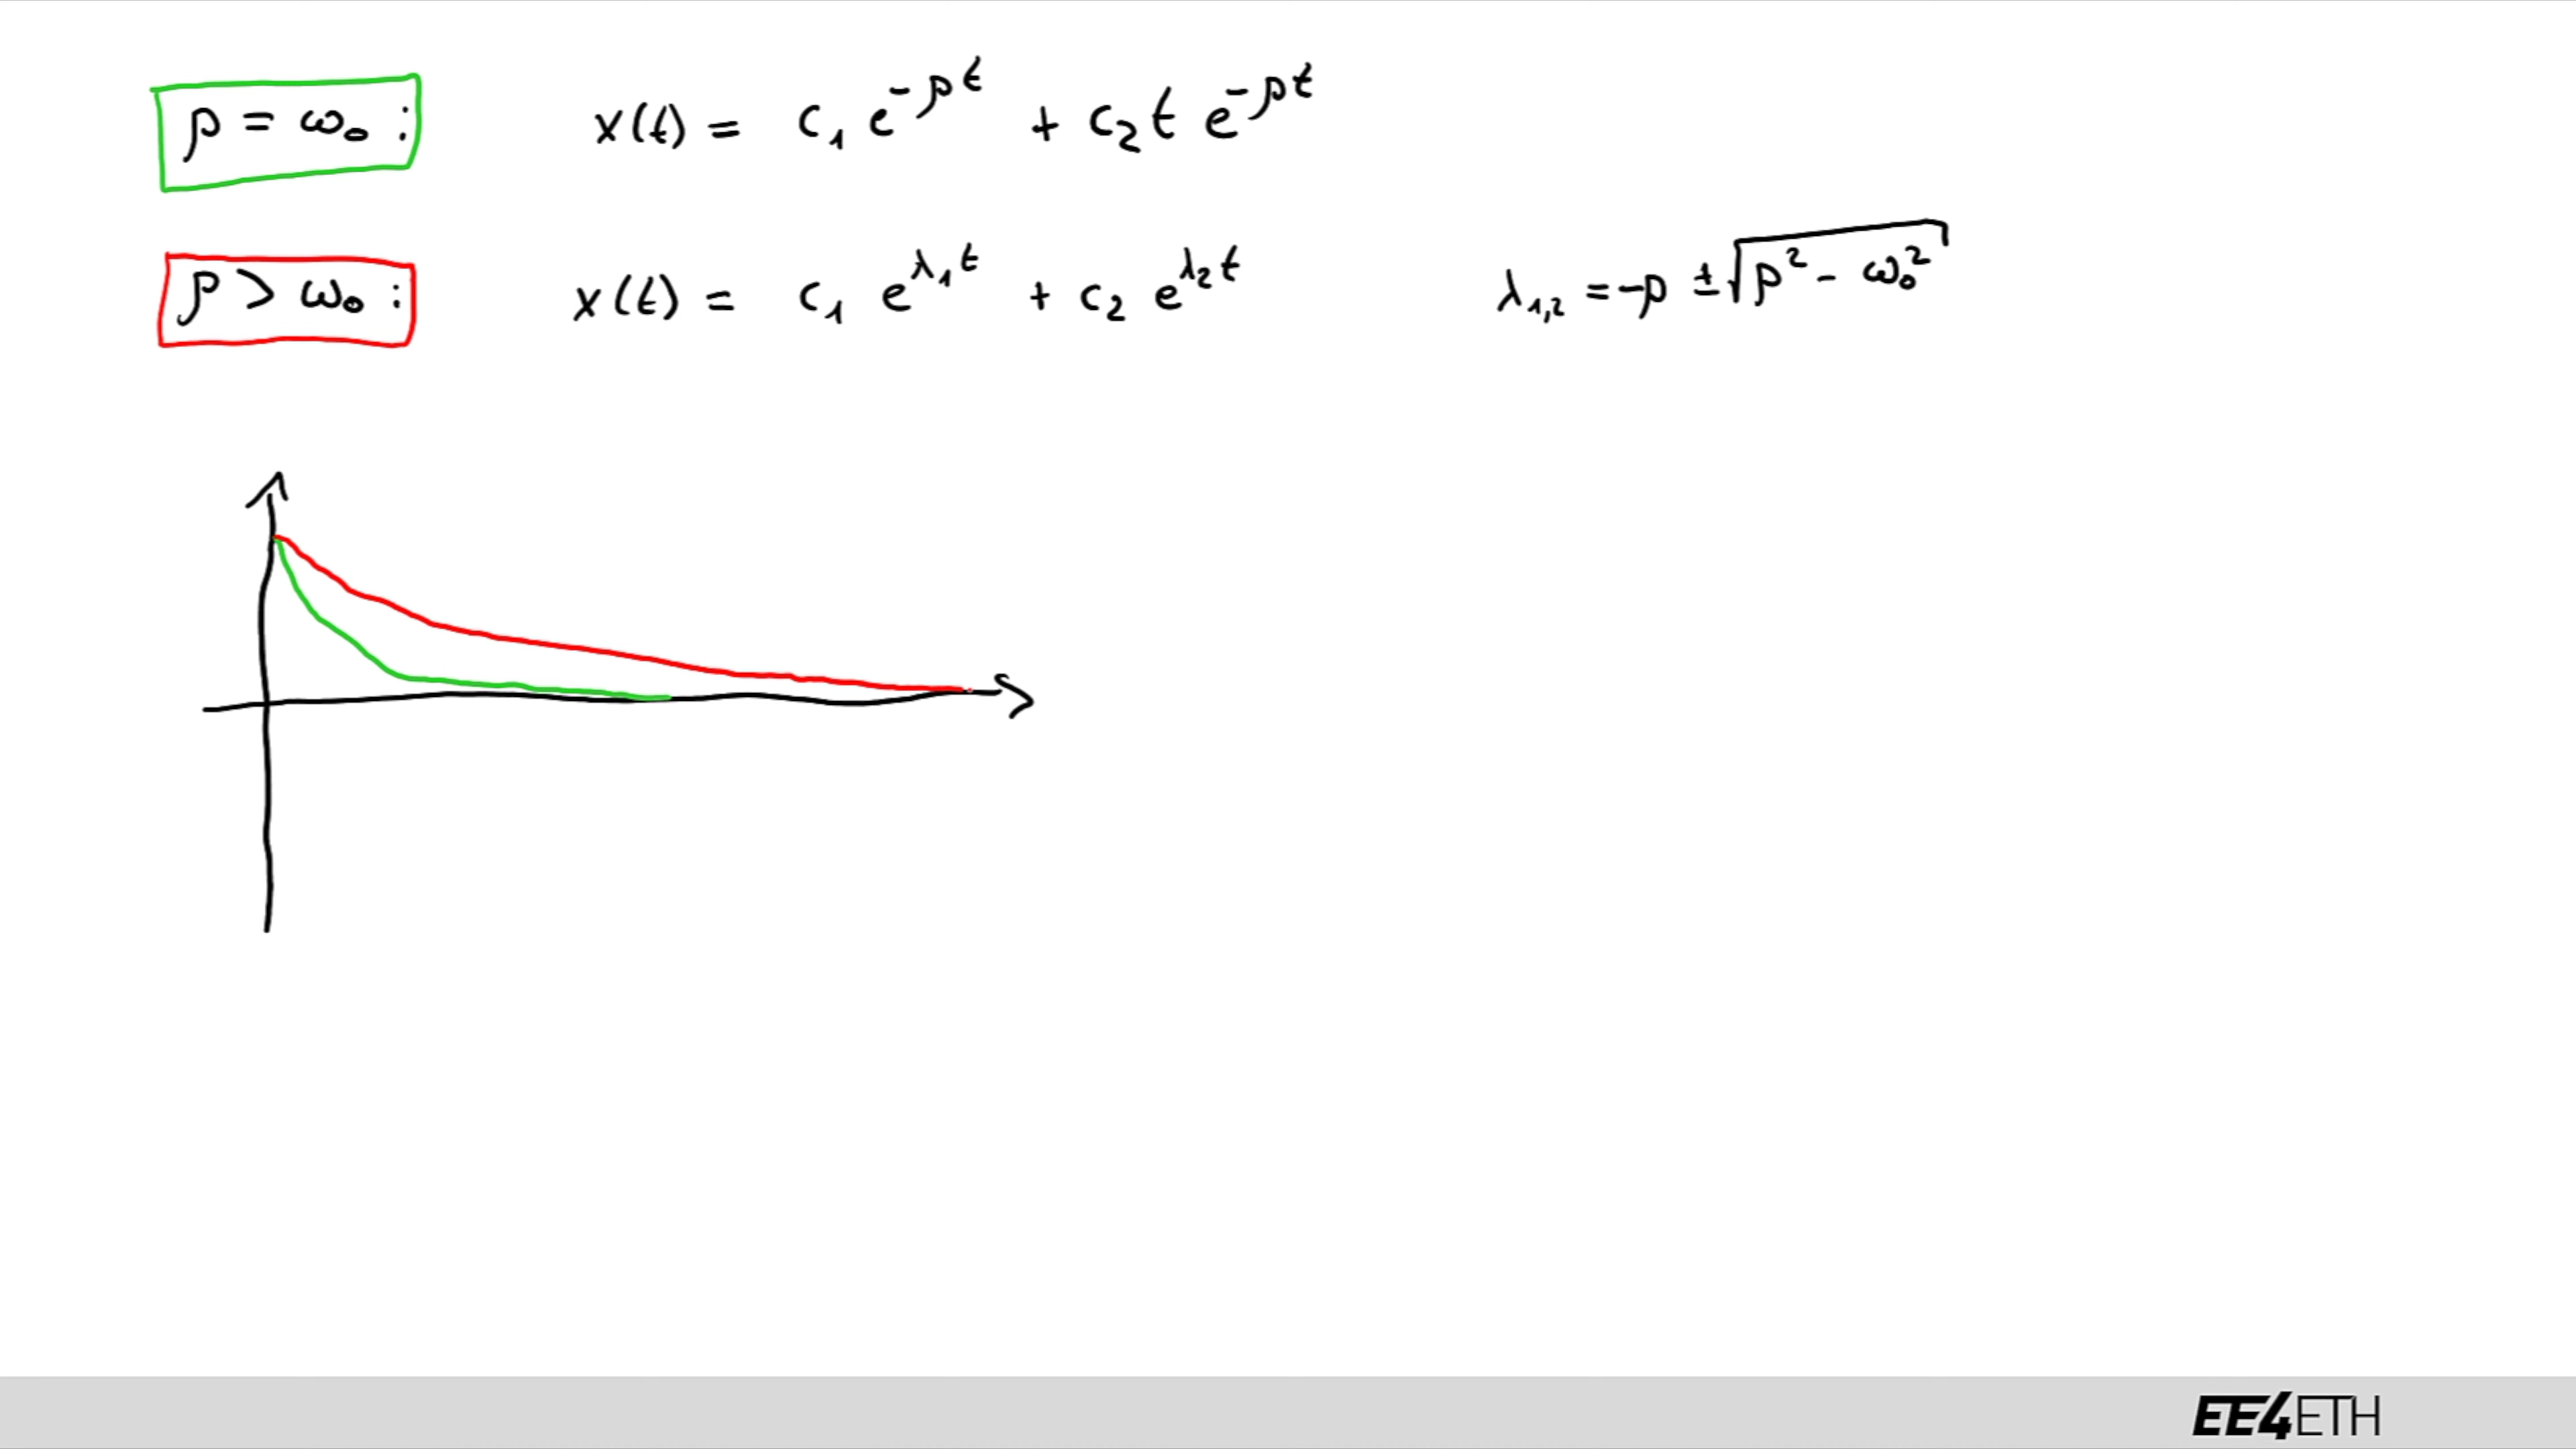 ρ = ω₀ : x(t) = c₁ e^{-ρt} + c₂ t e^{-ρt}
ρ > ω₀ : x(t) = c₁ e^{λ₁t} + c₂ e^{λ₂t} λ₁,₂ = -ρ ± √(ρ² - ω₀²)
EE4ETH